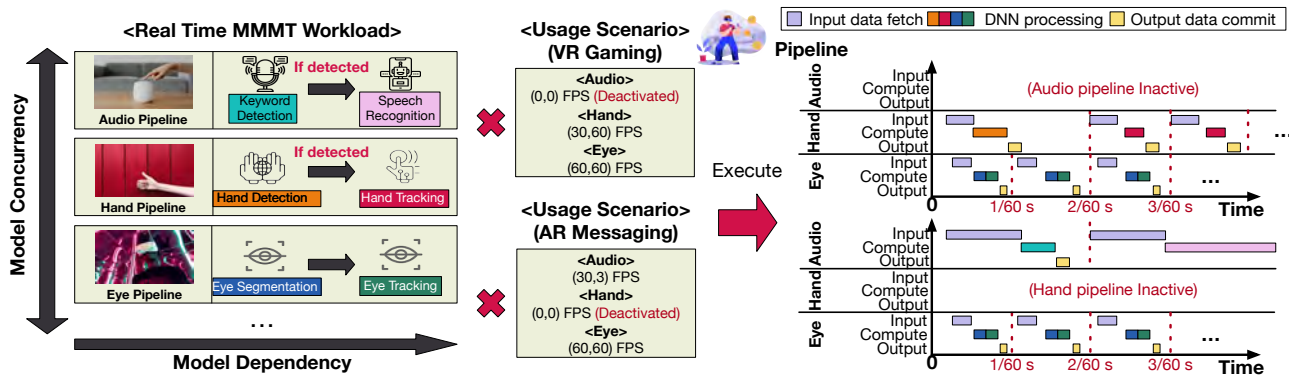 <Real Time MMMT Workload>
Model Concurrency
If detected
Keyword
Detection
Speech
Recognition
Audio Pipeline
If detected
Hand Detection
Hand Tracking
Hand Pipeline
Eye Segmentation
Eye Tracking
Eye Pipeline
...
Model Dependency
<Usage Scenario>
(VR Gaming)
<Audio>
(0,0) FPS (Deactivated)
<Hand>
(30,60) FPS
<Eye>
(60,60) FPS
<Usage Scenario>
(AR Messaging)
<Audio>
(30,3) FPS
<Hand>
(0,0) FPS (Deactivated)
<Eye>
(60,60) FPS
Execute
Input data fetch
DNN processing
Output data commit
Pipeline
Audio
Input
Compute
Output
(Audio pipeline Inactive)
Hand
Input
Compute
Output
...
Eye
Input
Compute
Output
...
0
1/60 s
2/60 s
3/60 s
Time
Audio
Input
Compute
Output
Hand
Input
Compute
Output
(Hand pipeline Inactive)
Eye
Input
Compute
Output
...
0
1/60 s
2/60 s
3/60 s
Time